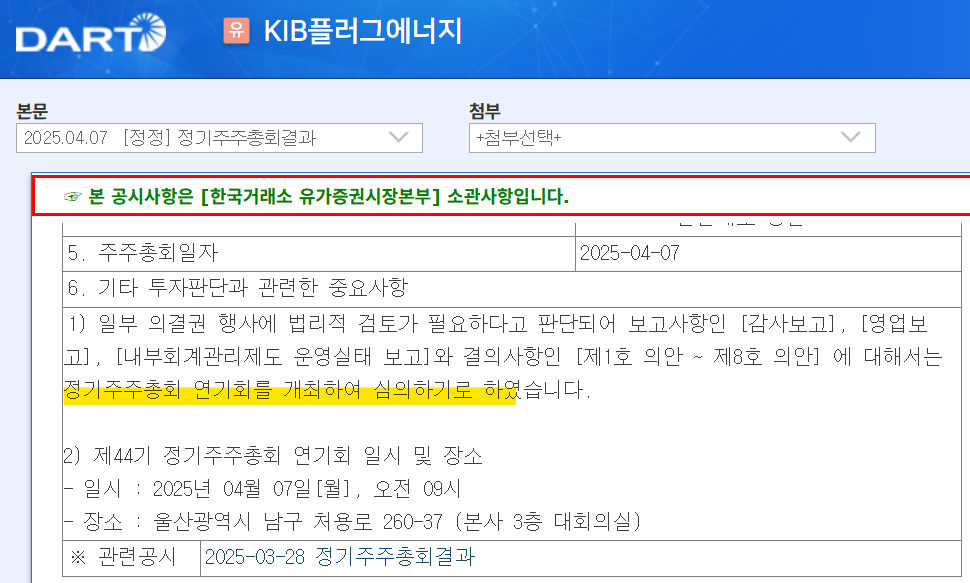 DART
유 KIB플러그에너지
본문
첨부
2025.04.07 [정정] 정기주주총회결과
+첨부선택+
☞ 본 공시사항은 [한국거래소 유가증권시장본부] 소관사항입니다.
5. 주주총회일자
2025-04-07
6. 기타 투자판단과 관련한 중요사항
1) 일부 의결권 행사에 법리적 검토가 필요하다고 판단되어 보고사항인 [감사보고], [영업보
고], [내부회계관리제도 운영실태 보고]와 결의사항인 [제1호 의안 ~ 제8호 의안] 에 대해서는
정기주주총회 연기회를 개최하여 심의하기로 하였습니다.
2) 제44기 정기주주총회 연기회 일시 및 장소
- 일시 : 2025년 04월 07일[월], 오전 09시
- 장소 : 울산광역시 남구 처용로 260-37 (본사 3층 대회의실)
※ 관련공시
2025-03-28 정기주주총회결과